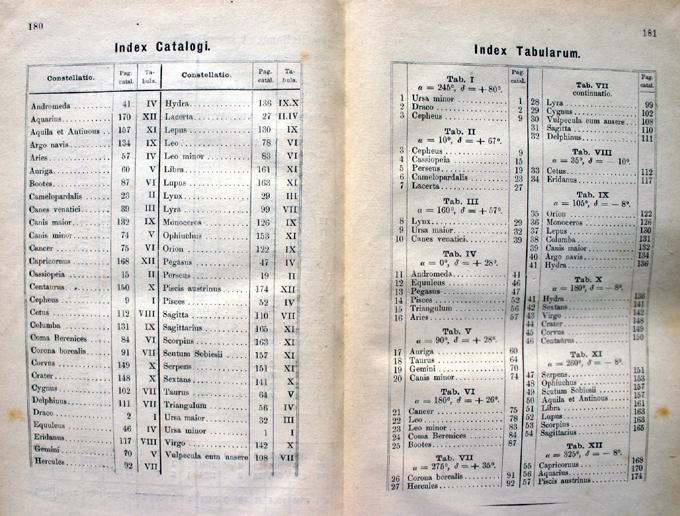 180
Index Catalogi.
Constellatio. Pag. catal. Tabula. Constellatio. Pag. catal. Tabula.
Andromeda 41 IV Hydra 136 IX.X
Aquarius 170 XII Lacerta 27 II.IV
Aquila et Antinous 157 XI Lepus 130 IX
Argo navis 134 IX Leo 78 VI
Aries 57 IV Leo minor 83 VI
Auriga 60 V Libra 161 XI
Bootes 87 VI Lupus 163 XI
Camelopardalis 23 II Lynx 29 III
Canes venatici 39 III Lyra 99 VII
Canis maior 132 IX Monoceros 126 IX
Canis minor 74 V Ophiuchus 153 XI
Cancer 75 VI Orion 122 IX
Capricornus 168 XII Pegasus 47 IV
Cassiopeia 15 II Perseus 19 II
Centaurus 150 X Piscis austrinus 174 XII
Cepheus 9 I Pisces 52 IV
Cetus 112 VIII Sagitta 110 VII
Columba 131 IX Sagittarius 165 XI
Coma Berenices 84 VI Scorpius 163 XI
Corona borealis 91 VII Scutum Sobiesii 157 XI
Corvus 149 X Serpens 151 XI
Crater 148 X Sextans 141 X
Cygnus 102 VII Taurus 64 V
Delphinus 111 VII Triangulum 56 IV
Draco 2 I Ursa maior 32 III
Equuleus 46 IV Ursa minor 1 I
Eridanus 117 VIII Virgo 142 X
Gemini 70 V Vulpecula cum ansere 108 VII
Hercules 92 VII
181
Index Tabularum.
Pag. catal.
Tab. I
α = 245°, δ = + 80°.
1 Ursa minor 1
2 Draco 2
3 Cepheus 9
Tab. II
α = 10°, δ = + 67°.
3 Cepheus 9
4 Cassiopeia 15
5 Perseus 19
6 Camelopardalis 23
7 Lacerta 27
Tab. III
α = 160°, δ = + 57°.
8 Lynx 29
9 Ursa maior 32
10 Canes venatici 39
Tab. IV
α = 0°, δ = + 28°.
11 Andromeda 41
12 Equuleus 46
13 Pegasus 47
14 Pisces 52
15 Triangulum 56
16 Aries 57
Tab. V
α = 90°, δ = + 28°.
17 Auriga 60
18 Taurus 64
19 Gemini 70
20 Canis minor 74
Tab. VI
α = 180°, δ = + 26°.
21 Cancer 75
22 Leo 78
23 Leo minor 83
24 Coma Berenices 84
25 Bootes 87
Tab. VII
α = 275°, δ = + 35°.
26 Corona borealis 91
27 Hercules 92
Pag. catal.
Tab. VII
continuatio.
28 Lyra 99
29 Cygnus 102
30 Vulpecula cum ansere 108
31 Sagitta 110
32 Delphinus 111
Tab. VIII
α = 35°, δ = — 10°.
33 Cetus 112
34 Eridanus 117
Tab. IX
α = 105°, δ = — 8°.
35 Orion 122
36 Monoceros 126
37 Lepus 130
38 Columba 131
39 Canis maior 132
40 Argo navis 134
41 Hydra 136
Tab. X
α = 180°, δ = — 8°.
41 Hydra 136
42 Sextans 141
43 Virgo 142
44 Crater 148
45 Corvus 149
46 Centaurus 150
Tab. XI
α = 260°, δ = — 8°.
47 Serpens 151
48 Ophiuchus 153
49 Scutum Sobiesii 157
50 Aquila et Antinous 157
51 Libra 161
52 Lupus 163
53 Scorpius 163
54 Sagittarius 165
Tab. XII
α = 325°, δ = — 8°.
55 Capricornus 168
56 Aquarius 170
57 Piscis austrinus 174